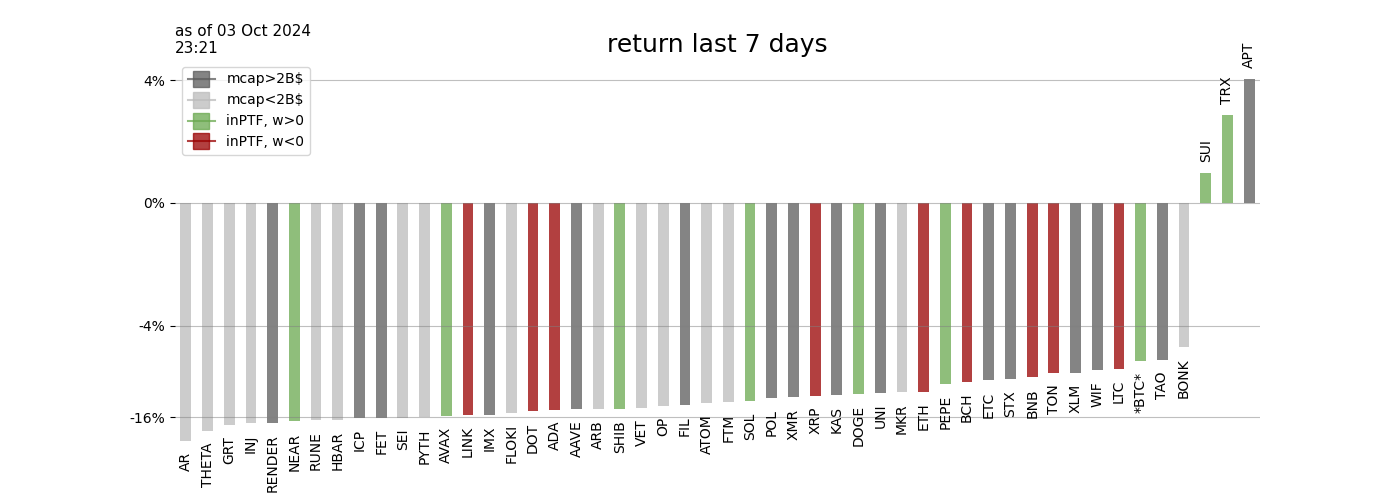 as of 03 Oct 2024
23:21
return last 7 days
mcap>2B$
mcap<2B$
inPTF, w>0
inPTF, w<0
4%
0%
-4%
-16%
AR
THETA
GRT
INJ
RENDER
NEAR
RUNE
HBAR
ICP
FET
SEI
PYTH
AVAX
LINK
IMX
FLOKI
DOT
ADA
AAVE
ARB
SHIB
VET
OP
FIL
ATOM
FTM
SOL
POL
XMR
XRP
KAS
DOGE
UNI
MKR
ETH
PEPE
BCH
ETC
STX
BNB
TON
XLM
WIF
LTC
*BTC*
TAO
BONK
SUI
TRX
APT